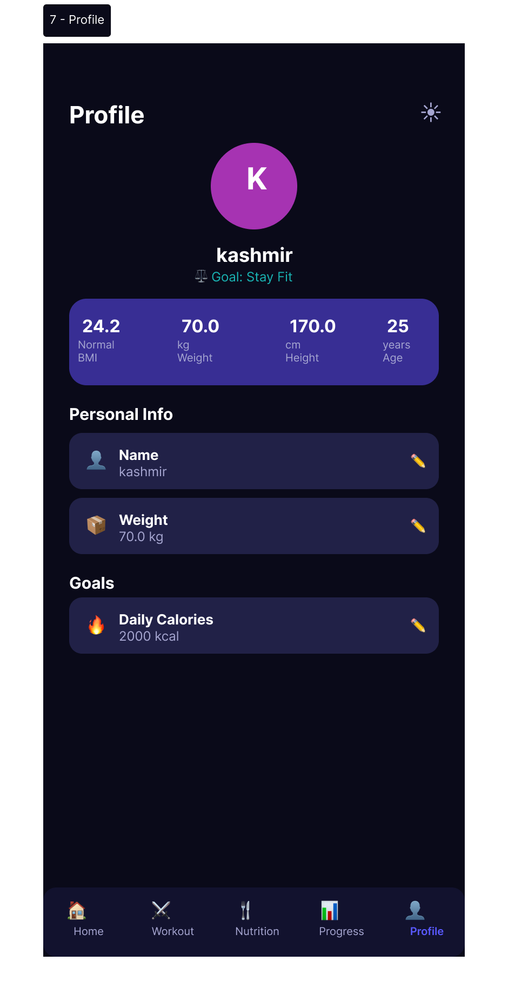 7 - Profile
Profile
K
kashmir
Goal: Stay Fit
24.2 70.0 170.0 25
Normal kg cm years
BMI Weight Height Age
Personal Info
Name
kashmir
Weight
70.0 kg
Goals
Daily Calories
2000 kcal
Home Workout Nutrition Progress Profile